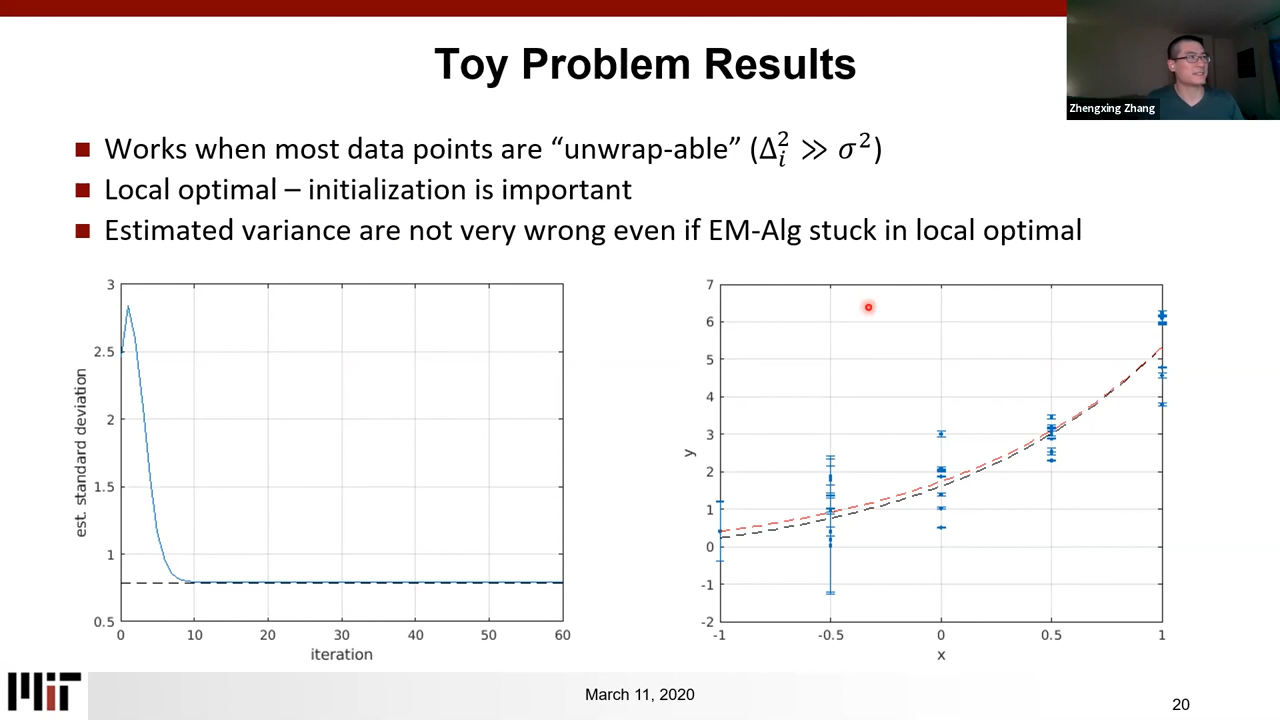 Toy Problem Results
Zhengxing Zhang
Works when most data points are “unwrap-able” (Δ_i^2 ≫ σ^2)
Local optimal – initialization is important
Estimated variance are not very wrong even if EM-Alg stuck in local optimal
3
2.5
2
1.5
1
0.5
est. standard deviation
0 10 20 30 40 50 60
iteration
7
6
5
4
3
2
1
0
-1
-2
y
-1 -0.5 0 0.5 1
x
MIT
March 11, 2020
20